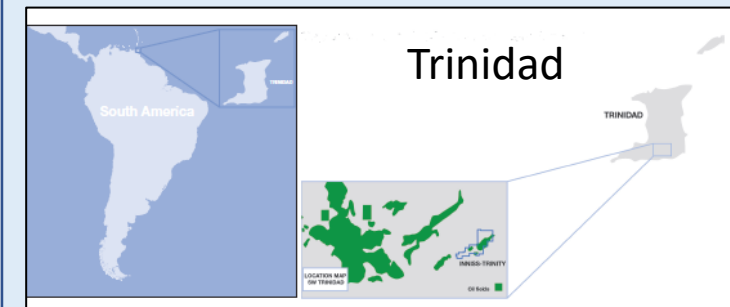 Trinidad
TRINIDAD
South America
TRINIDAD
INNISS-TRINITY
LOCATION MAP
SW TRINIDAD
Oil fields